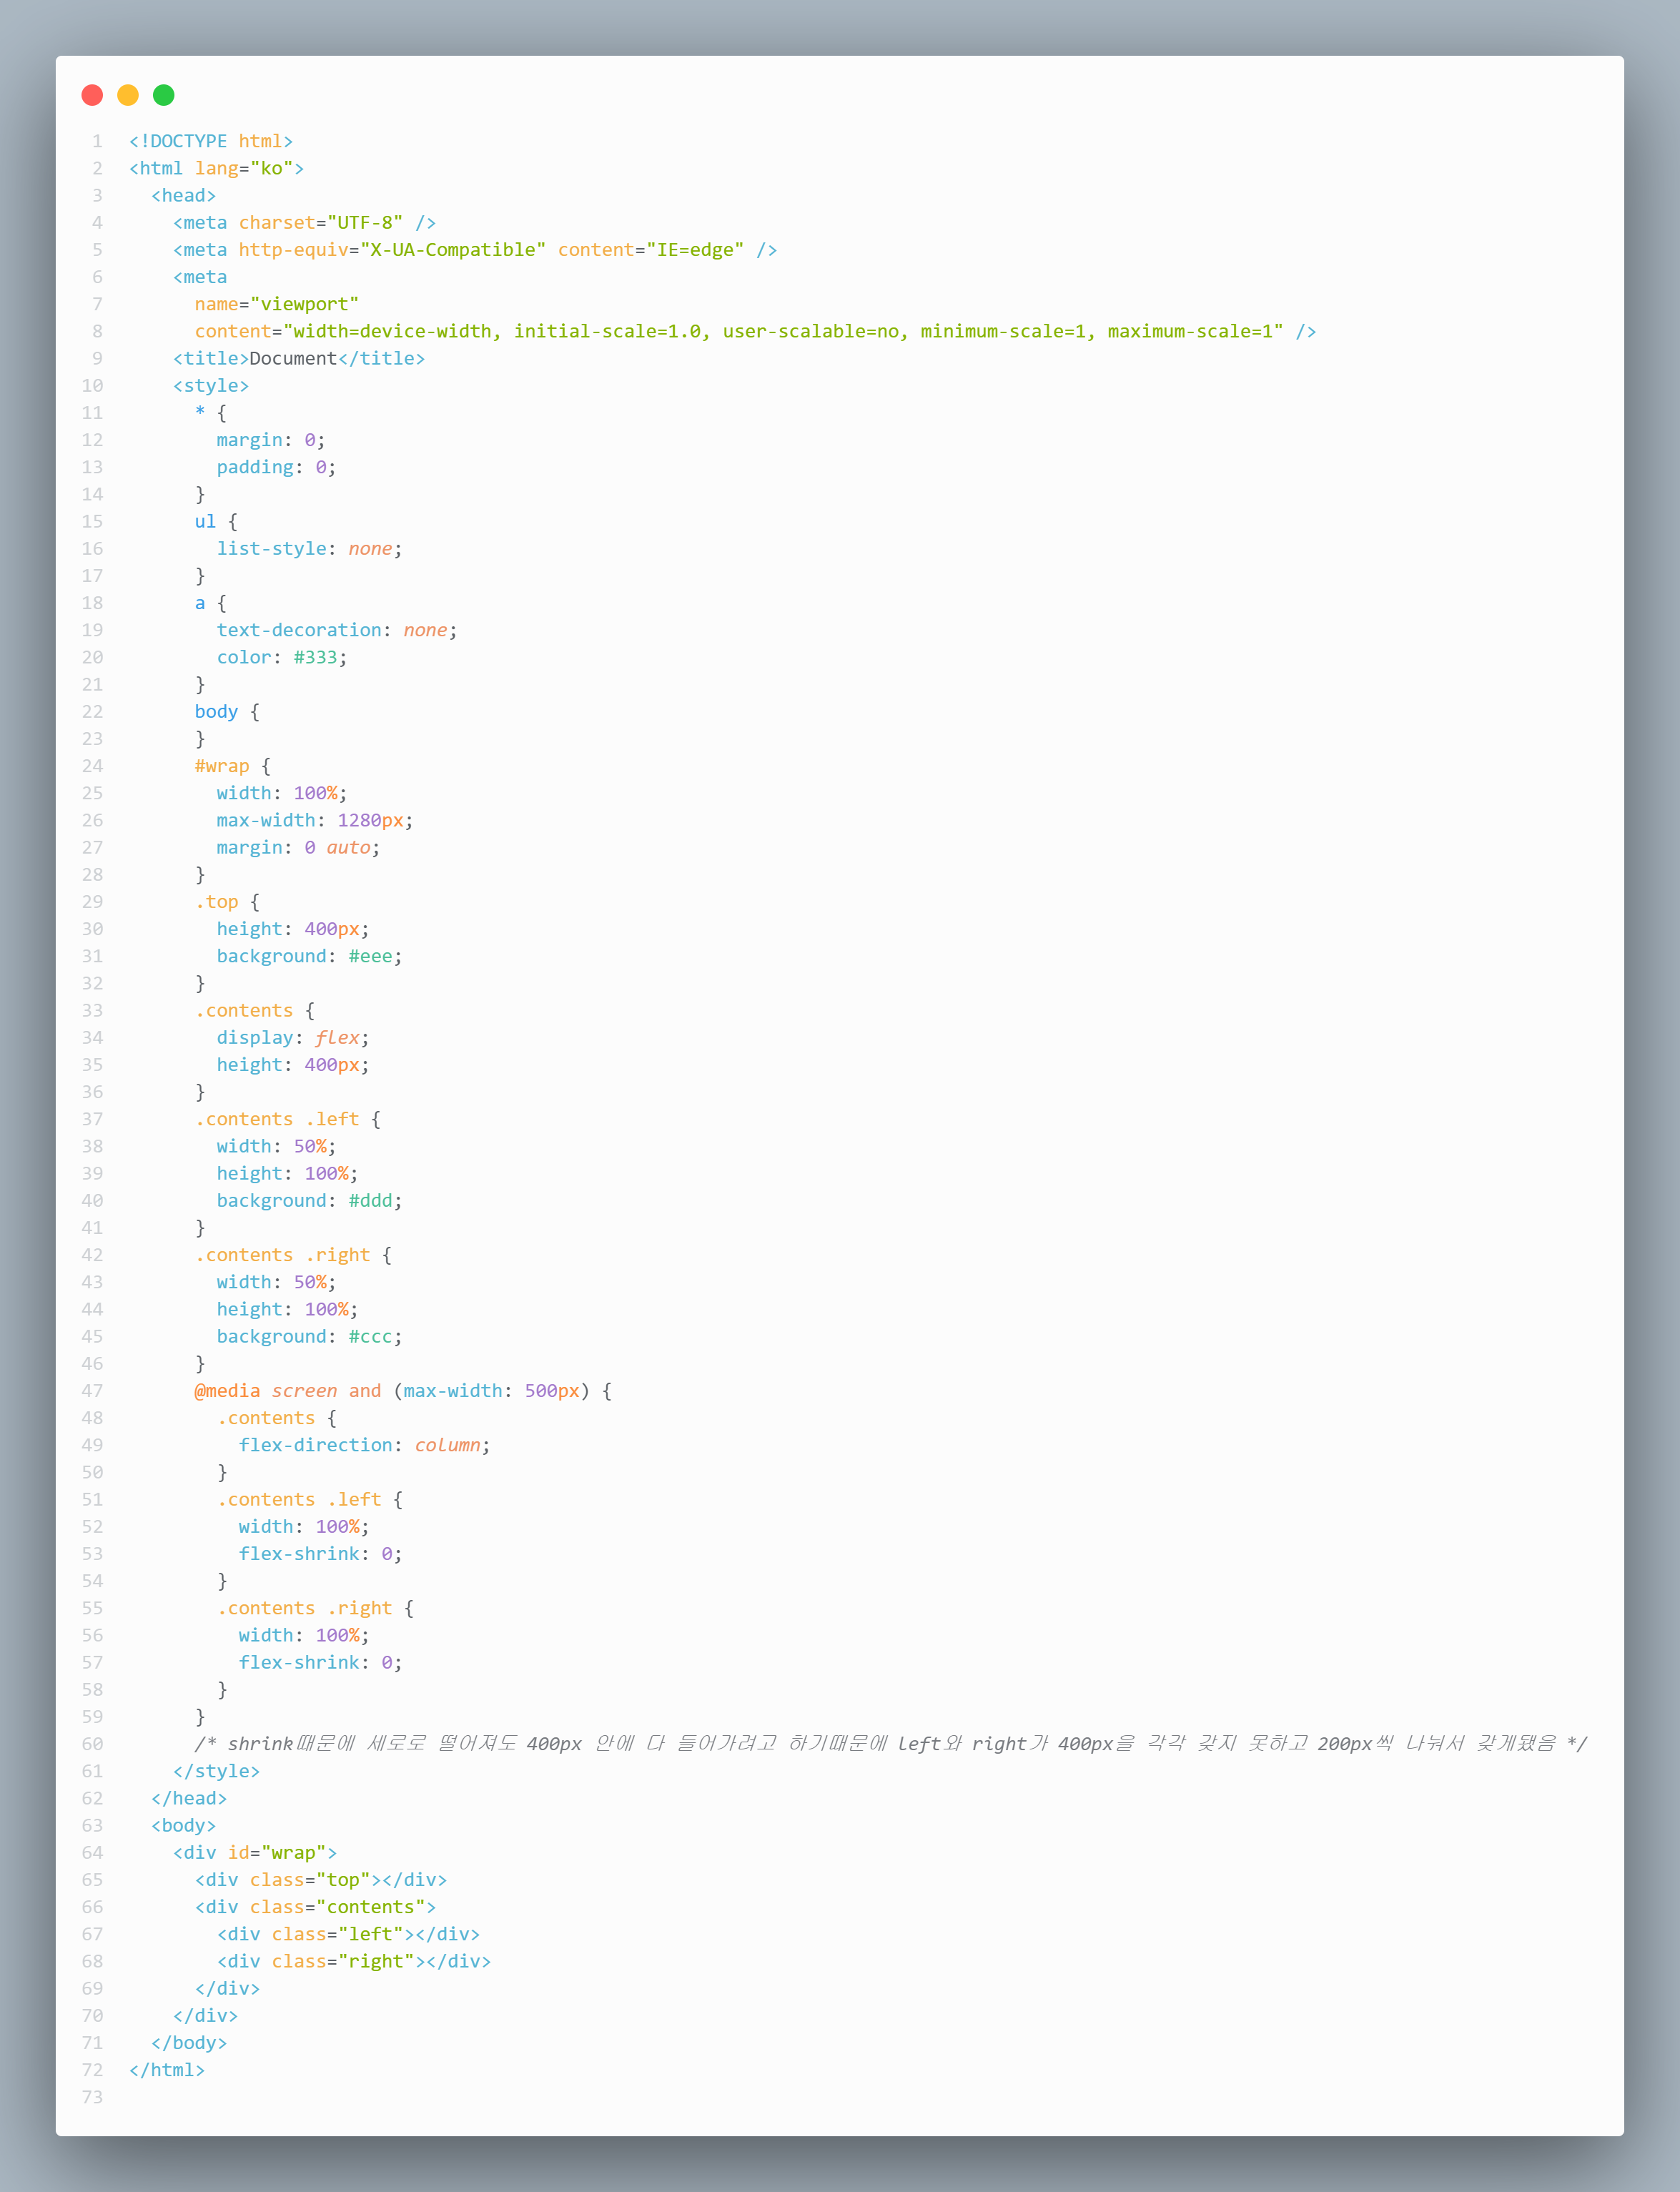 1 <!DOCTYPE html>
2 <html lang="ko">
3   <head>
4     <meta charset="UTF-8" />
5     <meta http-equiv="X-UA-Compatible" content="IE=edge" />
6     <meta
7       name="viewport"
8       content="width=device-width, initial-scale=1.0, user-scalable=no, minimum-scale=1, maximum-scale=1" />
9     <title>Document</title>
10     <style>
11       * {
12         margin: 0;
13         padding: 0;
14       }
15       ul {
16         list-style: none;
17       }
18       a {
19         text-decoration: none;
20         color: #333;
21       }
22       body {
23       }
24       #wrap {
25         width: 100%;
26         max-width: 1280px;
27         margin: 0 auto;
28       }
29       .top {
30         height: 400px;
31         background: #eee;
32       }
33       .contents {
34         display: flex;
35         height: 400px;
36       }
37       .contents .left {
38         width: 50%;
39         height: 100%;
40         background: #ddd;
41       }
42       .contents .right {
43         width: 50%;
44         height: 100%;
45         background: #ccc;
46       }
47       @media screen and (max-width: 500px) {
48         .contents {
49           flex-direction: column;
50         }
51         .contents .left {
52           width: 100%;
53           flex-shrink: 0;
54         }
55         .contents .right {
56           width: 100%;
57           flex-shrink: 0;
58         }
59       }
60       /* shrink때문에 세로로 떨어져도 400px 안에 다 들어가려고 하기때문에 left와 right가 400px을 각각 갖지 못하고 200px씩 나눠서 갖게됐음 */
61     </style>
62   </head>
63   <body>
64     <div id="wrap">
65       <div class="top"></div>
66       <div class="contents">
67         <div class="left"></div>
68         <div class="right"></div>
69       </div>
70     </div>
71   </body>
72 </html>
73